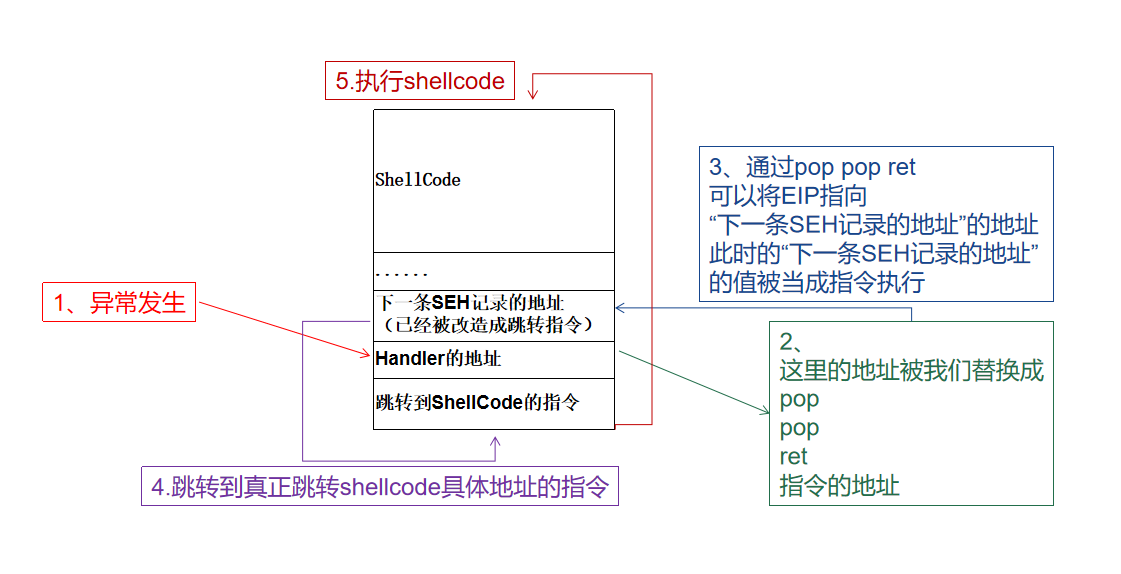 5.执行shellcode
ShellCode
......
下一条SEH记录的地址
（已经被改造成跳转指令）
Handler的地址
跳转到ShellCode的指令
1、异常发生
3、通过pop pop ret
可以将EIP指向
“下一条SEH记录的地址”的地址
此时的“下一条SEH记录的地址”
的值被当成指令执行
2、
这里的地址被我们替换成
pop
pop
ret
指令的地址
4.跳转到真正跳转shellcode具体地址的指令